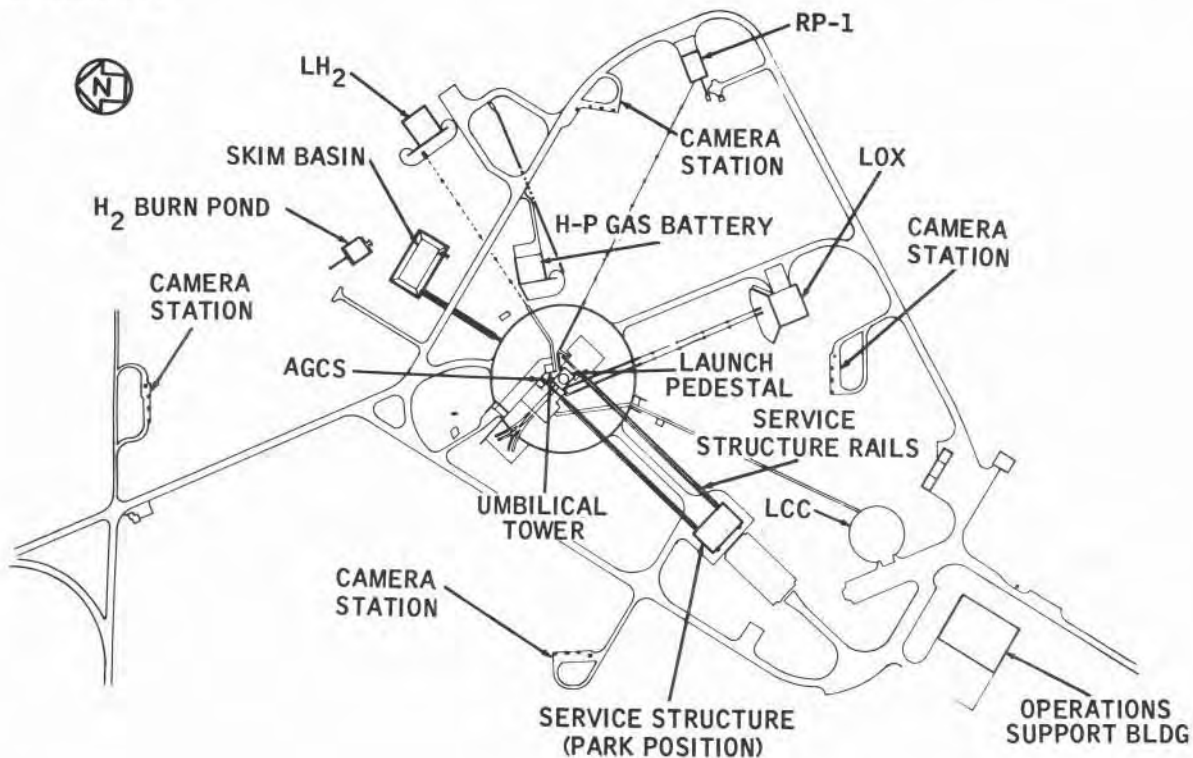 RP-1
LH2
N
CAMERA
STATION
SKIM BASIN
LOX
H2 BURN POND
H-P GAS BATTERY
CAMERA
STATION
CAMERA
STATION
AGCS
LAUNCH
PEDESTAL
SERVICE
STRUCTURE RAILS
UMBILICAL
TOWER
LCC
CAMERA
STATION
SERVICE STRUCTURE
(PARK POSITION)
OPERATIONS
SUPPORT BLDG